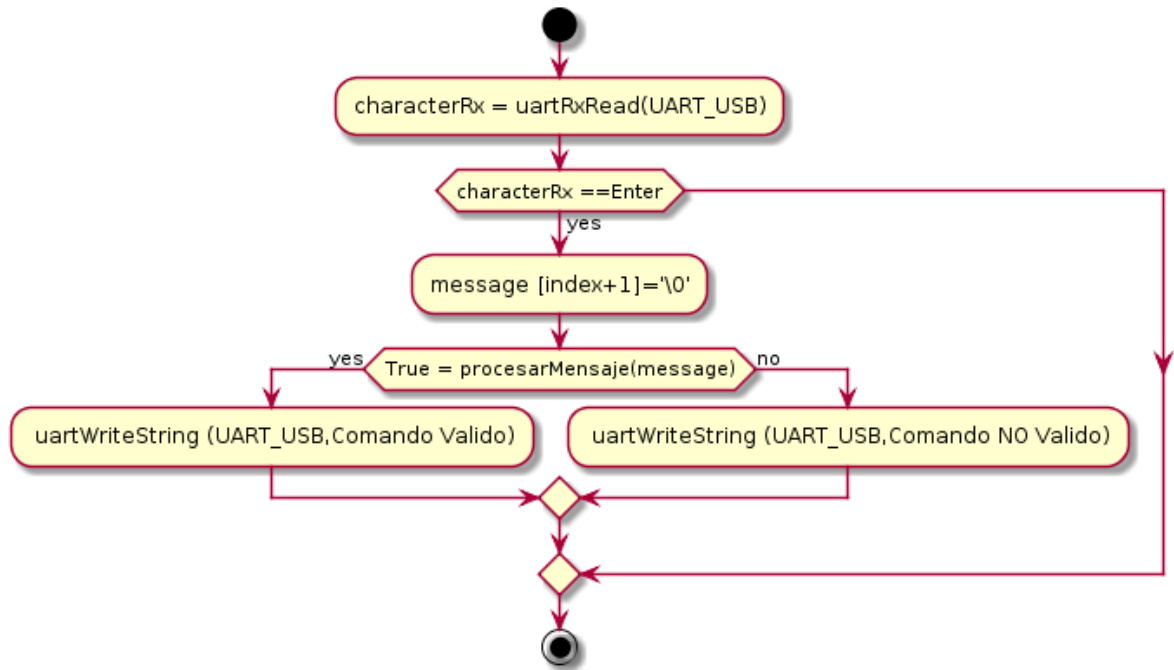 characterRx = uartRxRead(UART_USB)
characterRx ==Enter
yes
message [index+1]='\0'
yes
True = procesarMensaje(message)
no
uartWriteString (UART_USB,Comando Valido)
uartWriteString (UART_USB,Comando NO Valido)